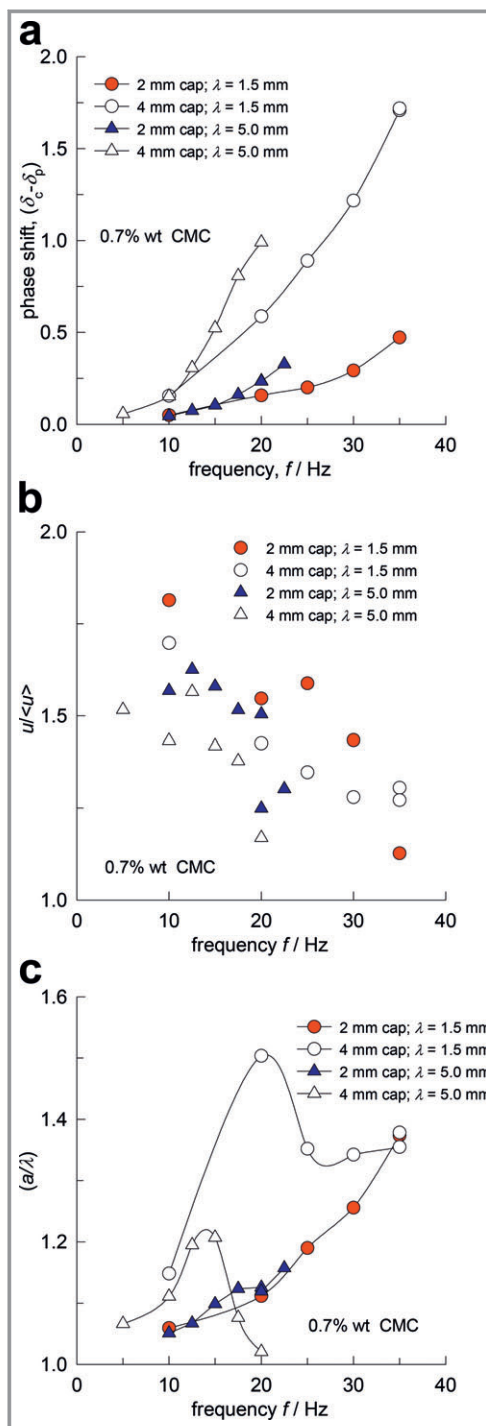 a
2 mm cap; λ = 1.5 mm
4 mm cap; λ = 1.5 mm
2 mm cap; λ = 5.0 mm
4 mm cap; λ = 5.0 mm
0.7% wt CMC
phase shift, (δc-δp)
2.0
1.5
1.0
0.5
0.0
0 10 20 30 40
frequency, f / Hz
b
2 mm cap; λ = 1.5 mm
4 mm cap; λ = 1.5 mm
2 mm cap; λ = 5.0 mm
4 mm cap; λ = 5.0 mm
u/<u>
2.0
1.5
1.0
0.7% wt CMC
0 10 20 30 40
frequency f / Hz
c
2 mm cap; λ = 1.5 mm
4 mm cap; λ = 1.5 mm
2 mm cap; λ = 5.0 mm
4 mm cap; λ = 5.0 mm
(a/λ)
1.6
1.4
1.2
1.0
0.7% wt CMC
0 10 20 30 40
frequency f / Hz